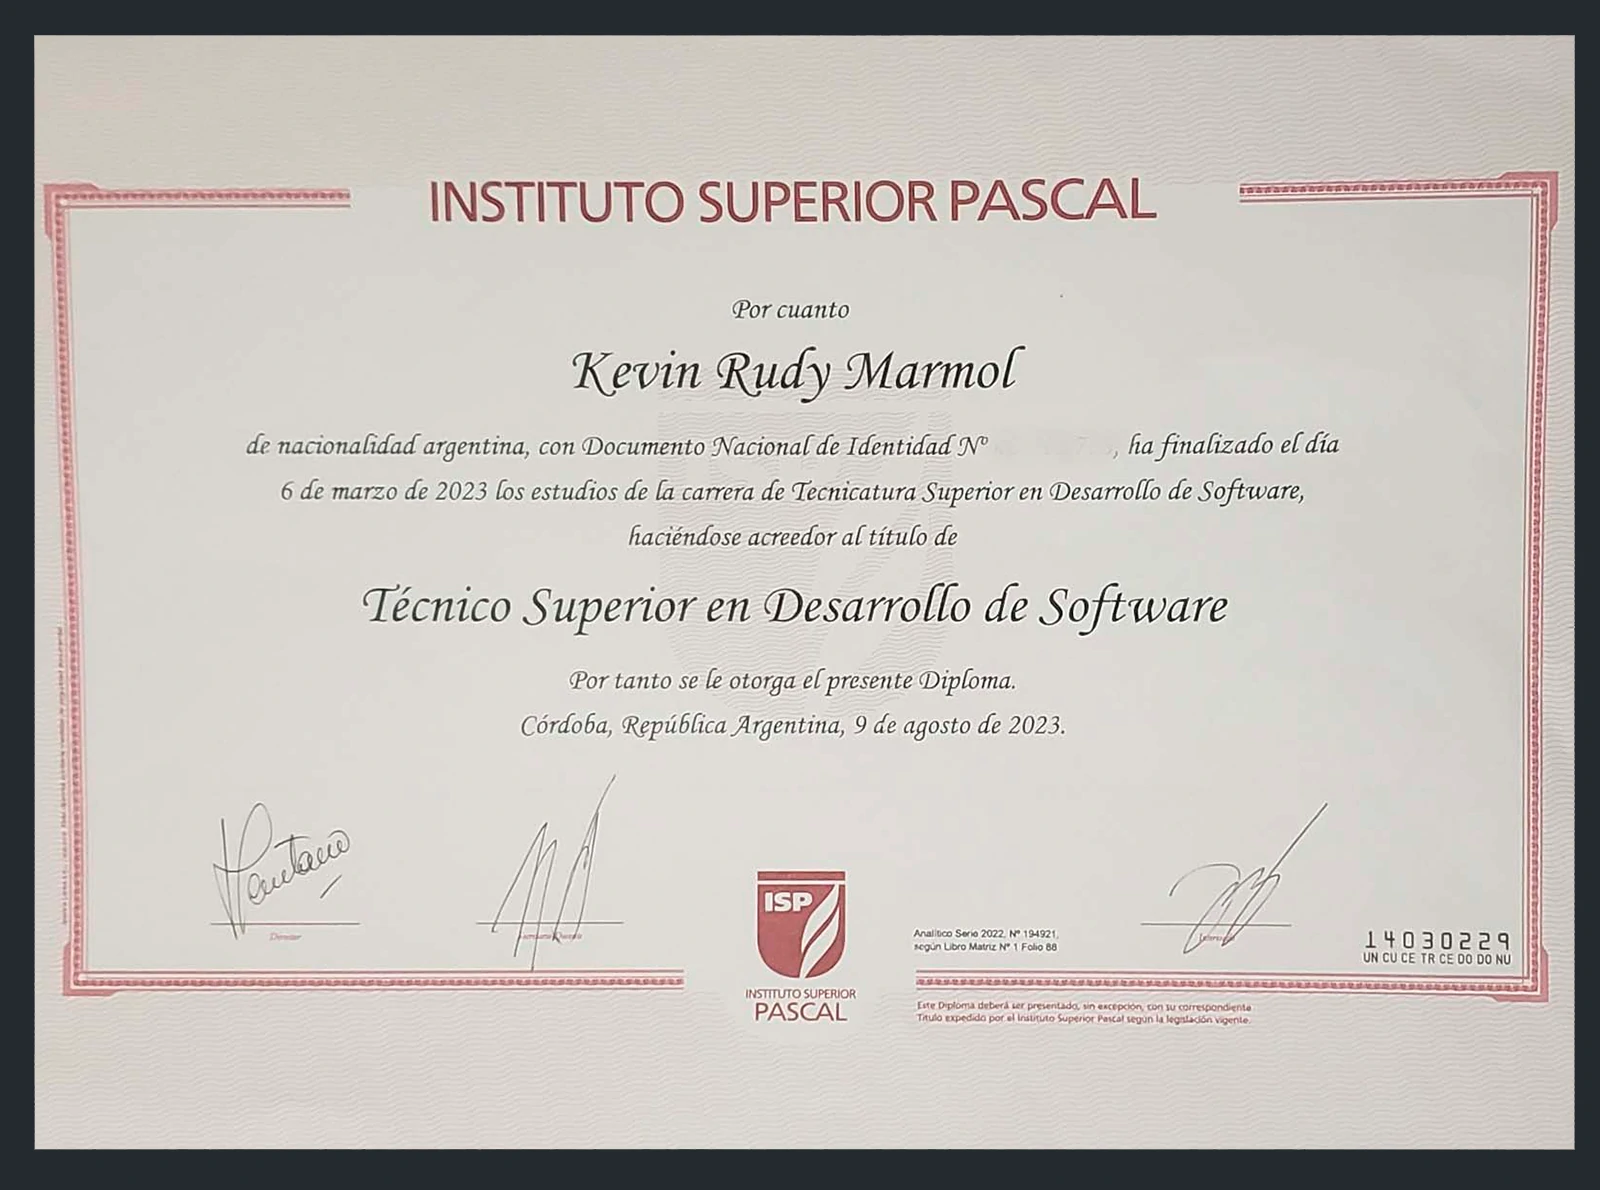 INSTITUTO SUPERIOR PASCAL
Por cuanto
Kevin Rudy Marmol
de nacionalidad argentina, con Documento Nacional de Identidad Nº , ha finalizado el día
6 de marzo de 2023 los estudios de la carrera de Tecnicatura Superior en Desarrollo de Software,
haciéndose acreedor al título de
Técnico Superior en Desarrollo de Software
Por tanto se le otorga el presente Diploma.
Córdoba, República Argentina, 9 de agosto de 2023.
Director
ISP
INSTITUTO SUPERIOR
PASCAL
Analítico Serie 2022, Nº 194921,
según Libro Matriz Nº 1 Folio 88
14030229
UN CU CE TR CE DO DO NU
Este Diploma deberá ser presentado, sin excepción, con su correspondiente
Título expedido por el Instituto Superior Pascal según la legislación vigente.